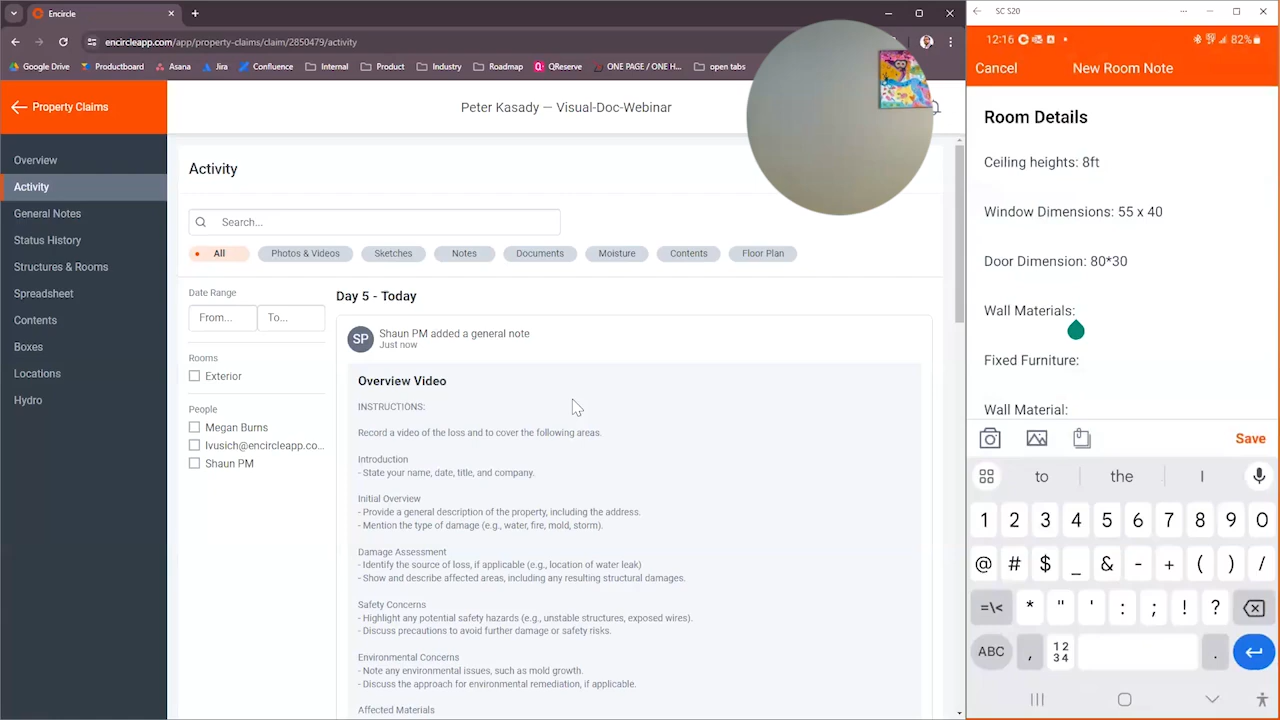 Encircle
encircleapp.com/app/property-claims/claim/2850479/activity
Google Drive
Productboard
Asana
Jira
Confluence
Internal
Product
Industry
Roadmap
QReserve
ONE PAGE / ONE H...
open tabs
Property Claims
Peter Kasady — Visual-Doc-Webinar
Overview
Activity
General Notes
Status History
Structures & Rooms
Spreadsheet
Contents
Boxes
Locations
Hydro
Activity
Search...
All
Photos & Videos
Sketches
Notes
Documents
Moisture
Contents
Floor Plan
Date Range
From...
To...
Rooms
Exterior
People
Megan Burns
lvusich@encircleapp.co...
Shaun PM
Day 5 - Today
SP
Shaun PM added a general note
Just now
Overview Video
INSTRUCTIONS:
Record a video of the loss and to cover the following areas.
Introduction
- State your name, date, title, and company.
Initial Overview
- Provide a general description of the property, including the address.
- Mention the type of damage (e.g., water, fire, mold, storm).
Damage Assessment
- Identify the source of loss, if applicable (e.g., location of water leak)
- Show and describe affected areas, including any resulting structural damages.
Safety Concerns
- Highlight any potential safety hazards (e.g., unstable structures, exposed wires).
- Discuss precautions to avoid further damage or safety risks.
Environmental Concerns
- Note any environmental issues, such as mold growth.
- Discuss the approach for environmental remediation, if applicable.
Affected Materials
SC S20
12:16
82%
Cancel
New Room Note
Room Details
Ceiling heights: 8ft
Window Dimensions: 55 x 40
Door Dimension: 80*30
Wall Materials:
Fixed Furniture:
Wall Material:
Save
to the I
1 2 3 4 5 6 7 8 9 0
@ # $ _ & - + ( ) /
=\< * " ' : ; ! ?
ABC , 12 34 .